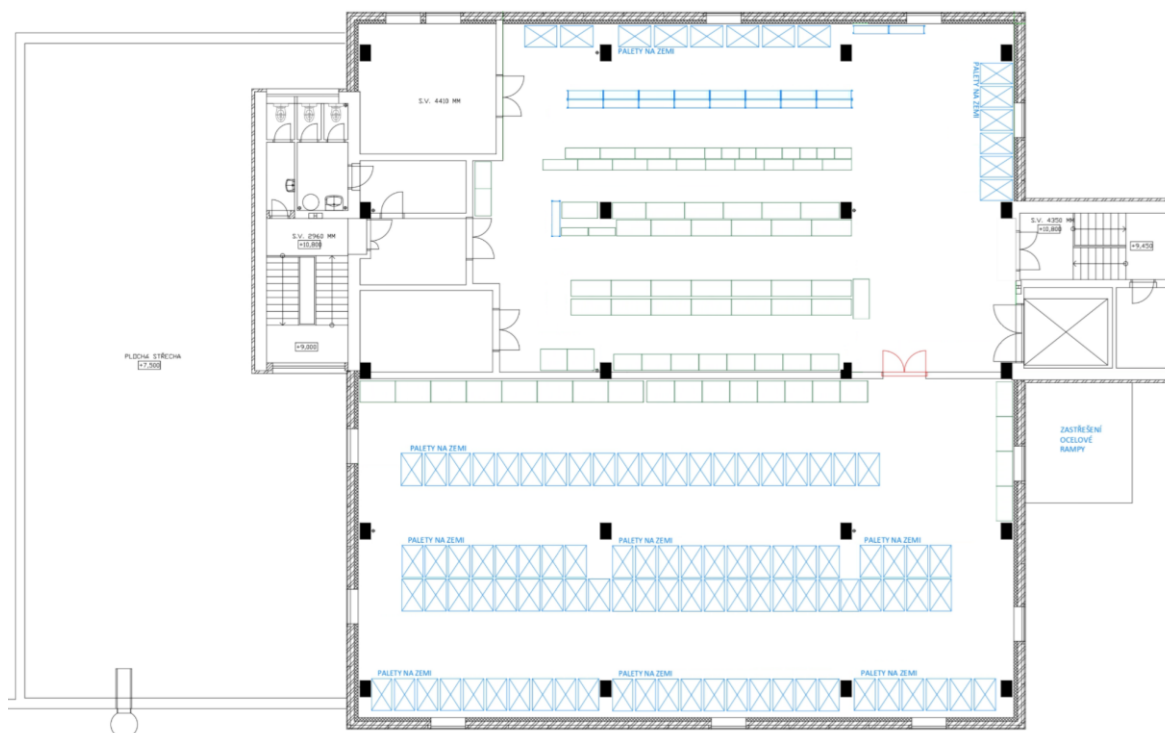 PALETY NA ZEMI
PALETY NA ZEMI
S.V. 4410 MM
S.V. 2960 MM
+10,800
S.V. 4350 MM
+10,800
+9,450
+9,000
PLOCHÁ STŘECHA
+7,500
ZASTŘEŠENÍ
OCELOVÉ
RAMPY
PALETY NA ZEMI
PALETY NA ZEMI
PALETY NA ZEMI
PALETY NA ZEMI
PALETY NA ZEMI
PALETY NA ZEMI
PALETY NA ZEMI